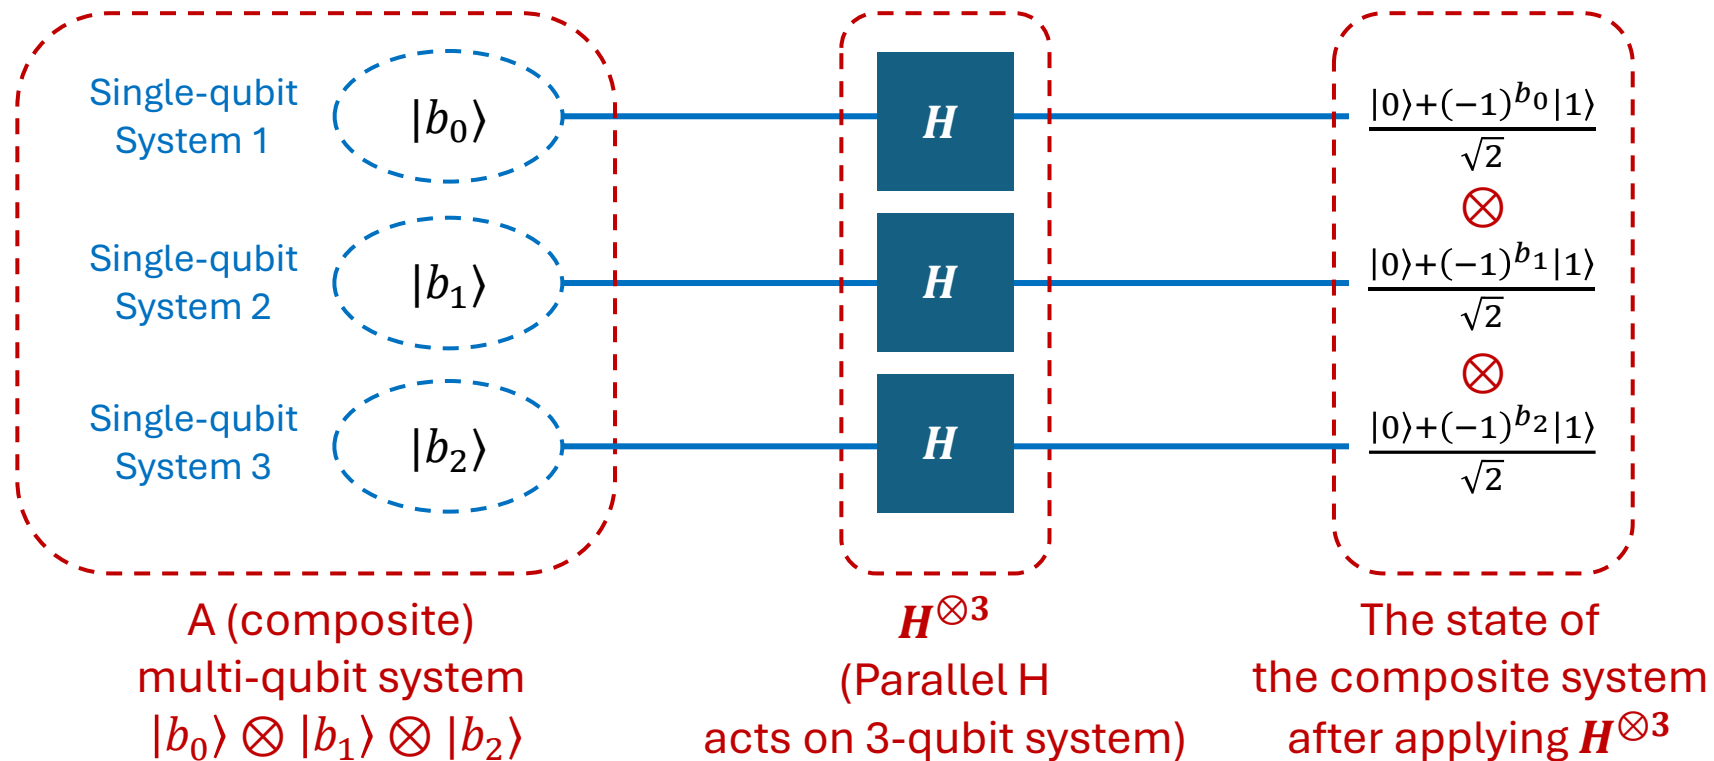 Single-qubit
System 1
|b₀⟩
H
|0⟩+(−1)^{b₀}|1⟩
√2
⊗
Single-qubit
System 2
|b₁⟩
H
|0⟩+(−1)^{b₁}|1⟩
√2
⊗
Single-qubit
System 3
|b₂⟩
H
|0⟩+(−1)^{b₂}|1⟩
√2
A (composite)
multi-qubit system
|b₀⟩ ⊗ |b₁⟩ ⊗ |b₂⟩
H^{⊗3}
(Parallel H
acts on 3-qubit system)
The state of
the composite system
after applying H^{⊗3}